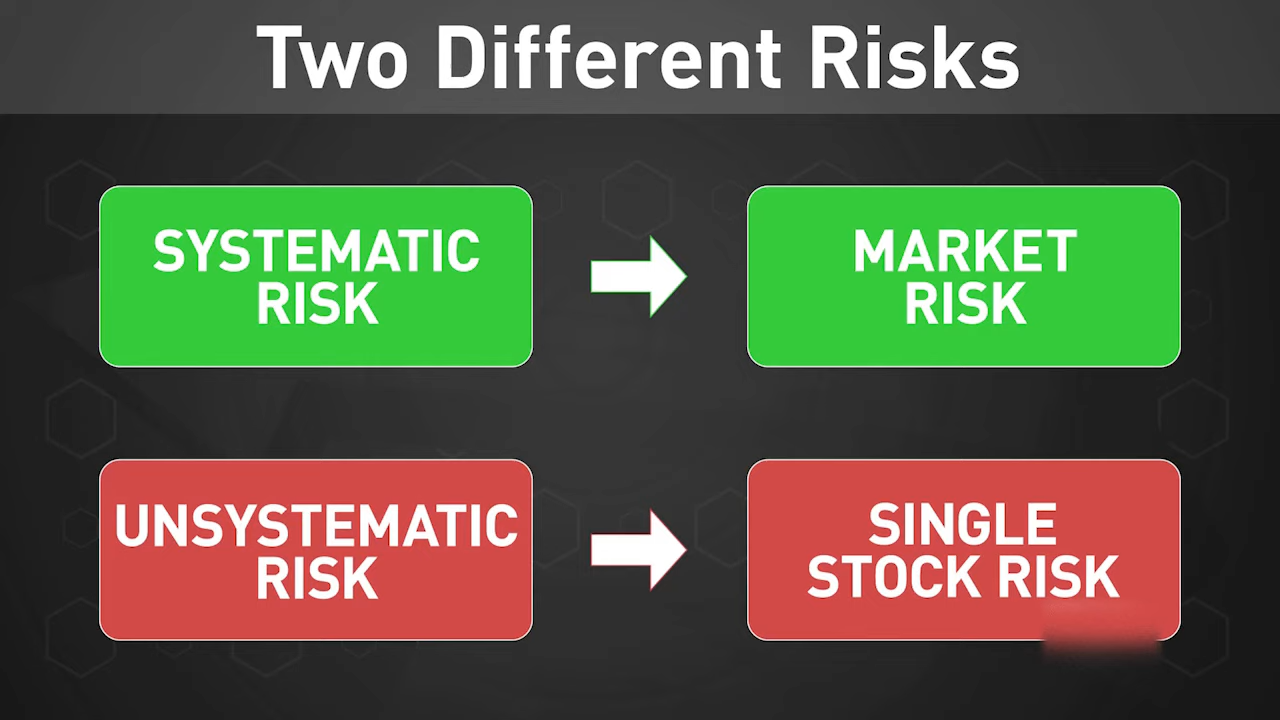 Two Different Risks
SYSTEMATIC
RISK
MARKET
RISK
UNSYSTEMATIC
RISK
SINGLE
STOCK RISK